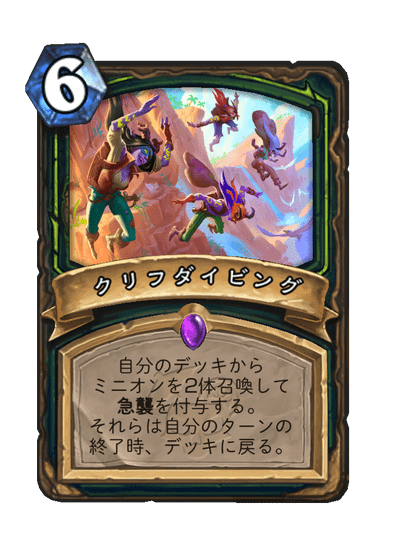 6
クリフダイビング
自分のデッキから
ミニオンを2体召喚して
急襲を付与する。
それらは自分のターンの
終了時、デッキに戻る。